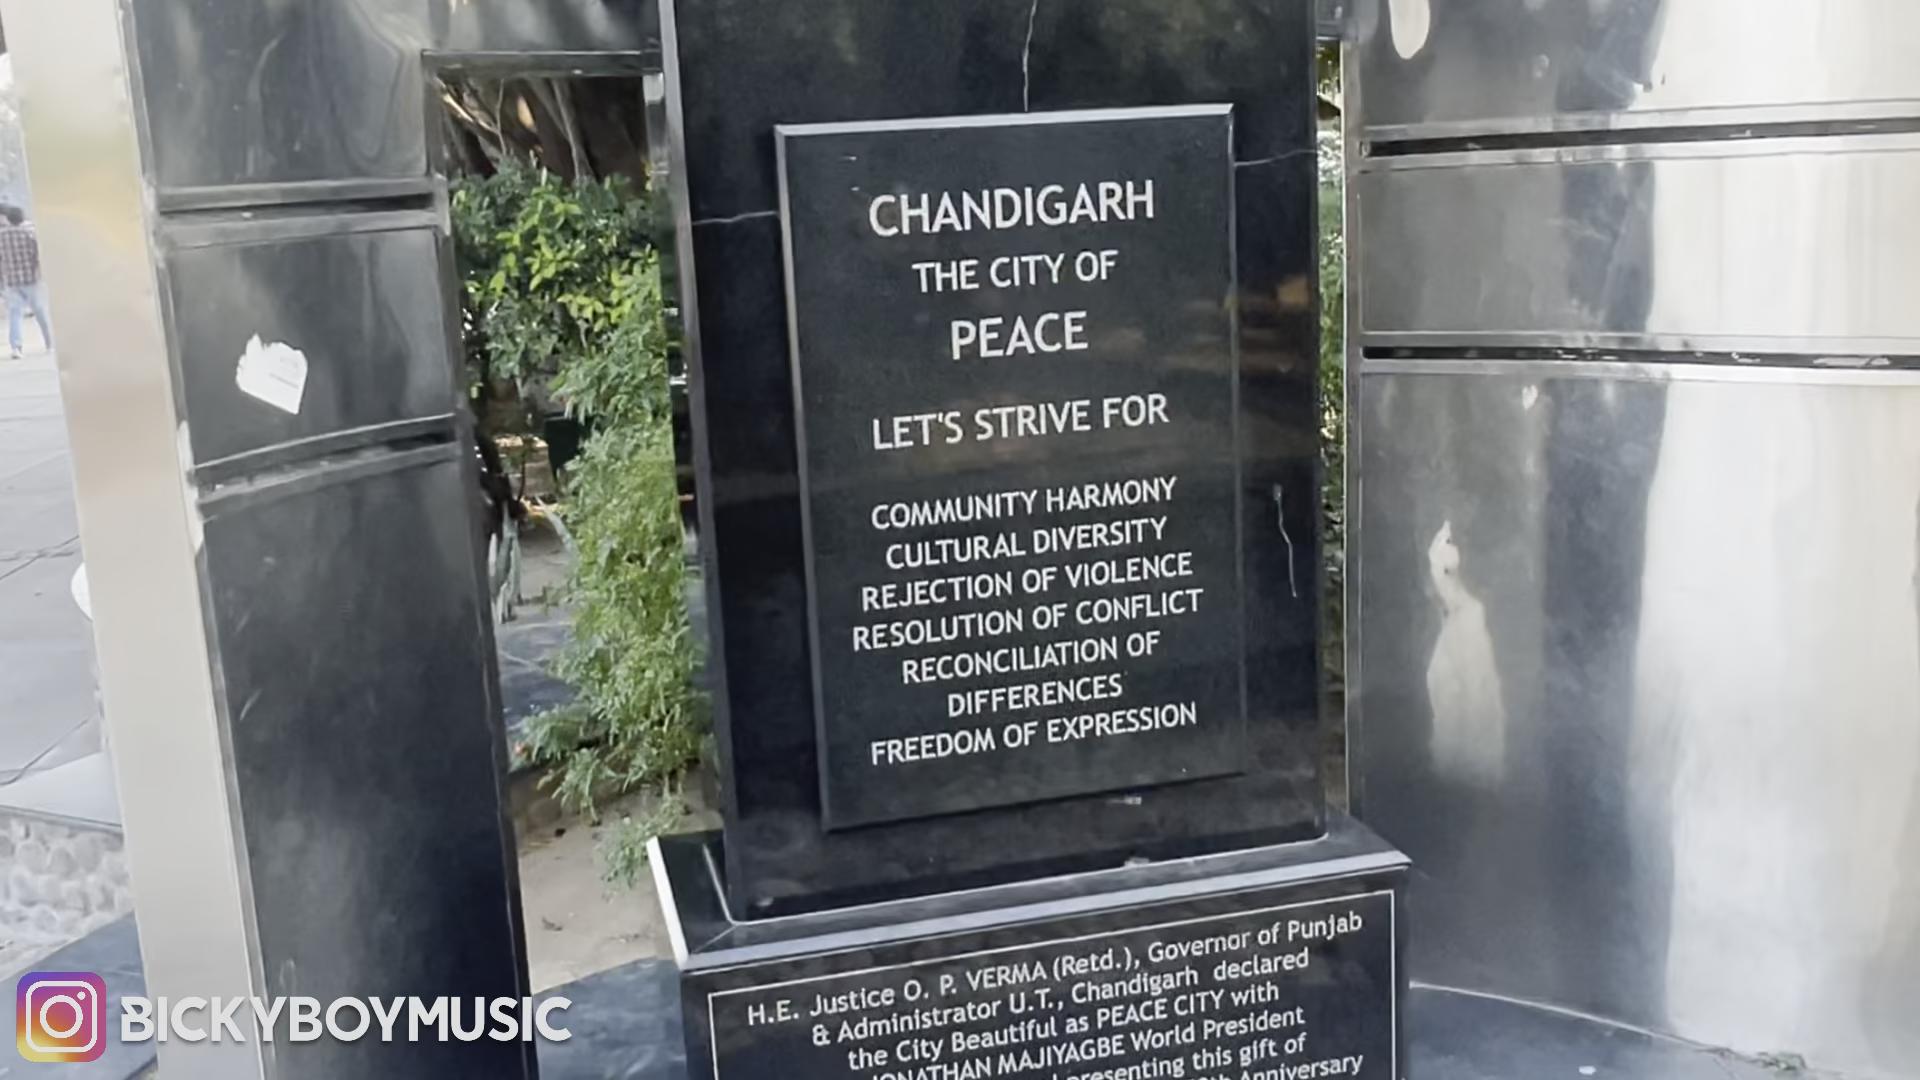 CHANDIGARH
THE CITY OF
PEACE
LET'S STRIVE FOR
COMMUNITY HARMONY
CULTURAL DIVERSITY
REJECTION OF VIOLENCE
RESOLUTION OF CONFLICT
RECONCILIATION OF
DIFFERENCES
FREEDOM OF EXPRESSION
H.E. Justice O. P. VERMA (Retd.), Governor of Punjab
& Administrator U.T., Chandigarh declared
the City Beautiful as PEACE CITY with
JONATHAN MAJIYAGBE World President
presenting this gift of
Anniversary
BICKYBOYMUSIC